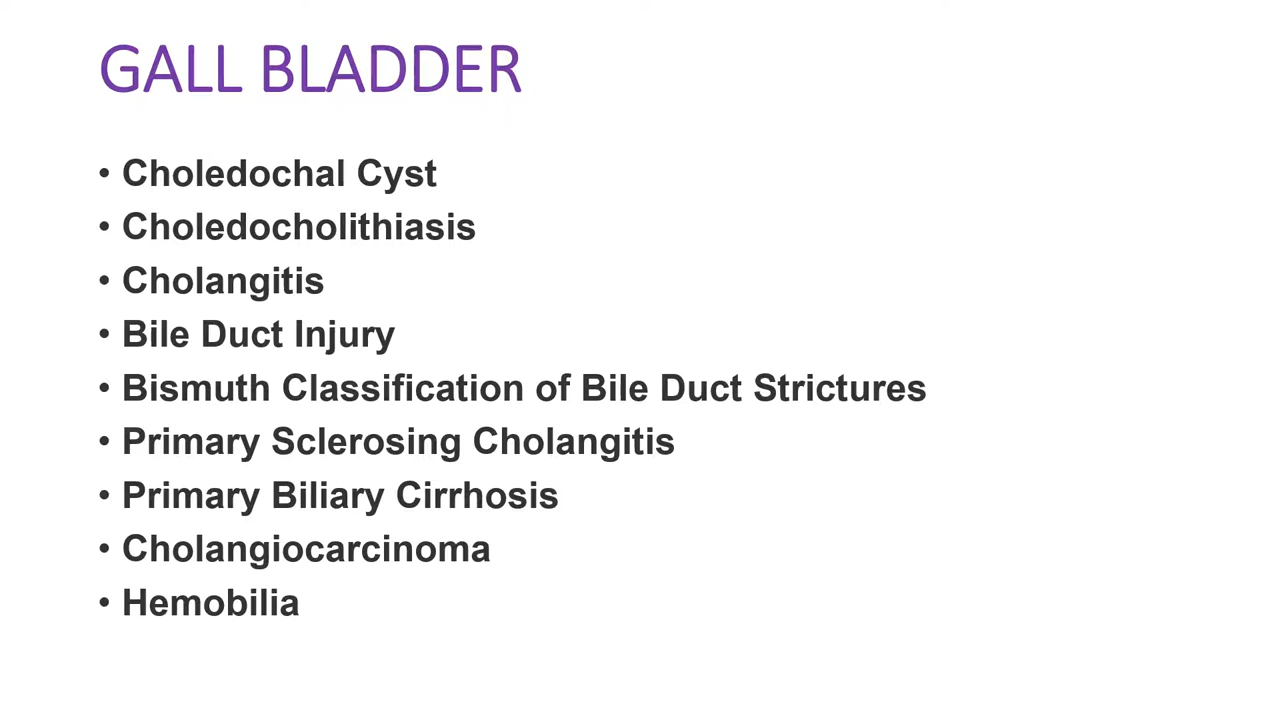 GALL BLADDER
• Choledochal Cyst
• Choledocholithiasis
• Cholangitis
• Bile Duct Injury
• Bismuth Classification of Bile Duct Strictures
• Primary Sclerosing Cholangitis
• Primary Biliary Cirrhosis
• Cholangiocarcinoma
• Hemobilia